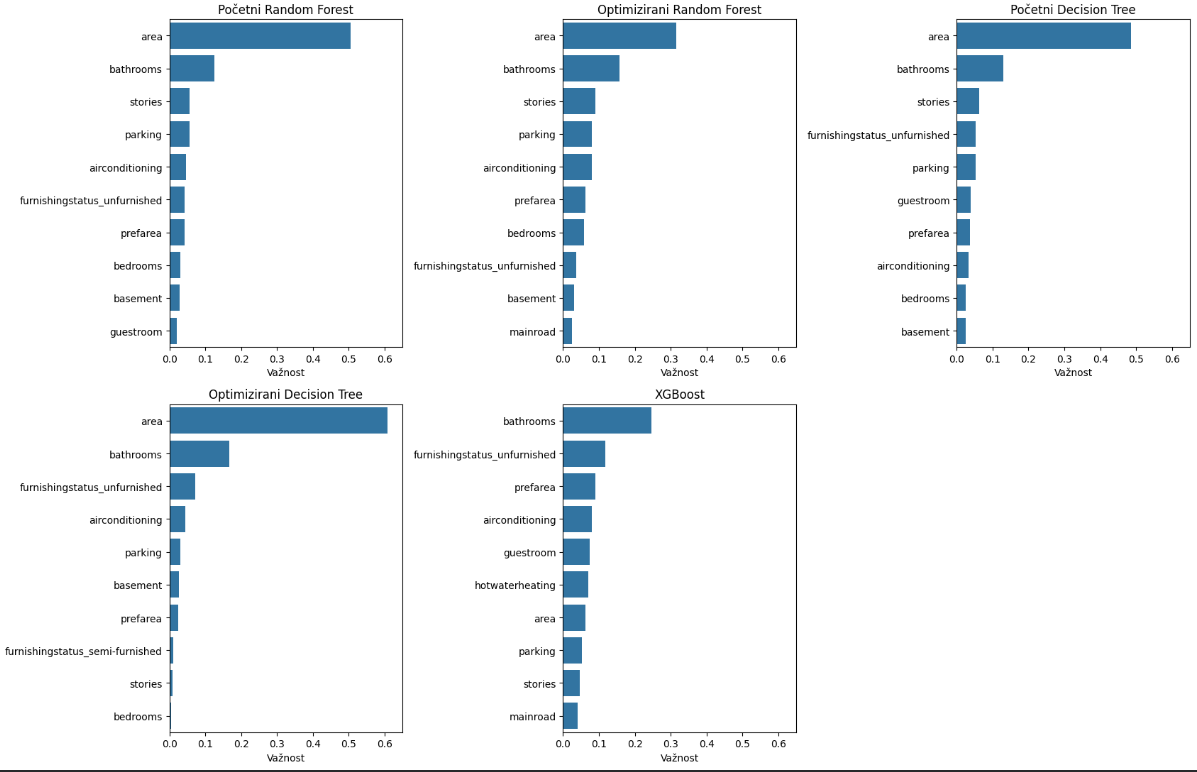 Početni Random Forest
area
bathrooms
stories
parking
airconditioning
furnishingstatus_unfurnished
prefarea
bedrooms
basement
guestroom
0.0 0.1 0.2 0.3 0.4 0.5 0.6
Važnost
Optimizirani Random Forest
area
bathrooms
stories
parking
airconditioning
prefarea
bedrooms
furnishingstatus_unfurnished
basement
mainroad
0.0 0.1 0.2 0.3 0.4 0.5 0.6
Važnost
Početni Decision Tree
area
bathrooms
stories
furnishingstatus_unfurnished
parking
guestroom
prefarea
airconditioning
bedrooms
basement
0.0 0.1 0.2 0.3 0.4 0.5 0.6
Važnost
Optimizirani Decision Tree
area
bathrooms
furnishingstatus_unfurnished
airconditioning
parking
basement
prefarea
furnishingstatus_semi-furnished
stories
bedrooms
0.0 0.1 0.2 0.3 0.4 0.5 0.6
Važnost
XGBoost
bathrooms
furnishingstatus_unfurnished
prefarea
airconditioning
guestroom
hotwaterheating
area
parking
stories
mainroad
0.0 0.1 0.2 0.3 0.4 0.5 0.6
Važnost